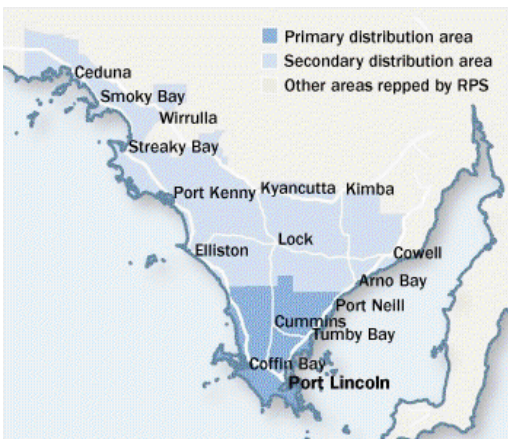 Primary distribution area
Secondary distribution area
Other areas repped by RPS
Ceduna
Smoky Bay
Wirrulla
Streaky Bay
Port Kenny
Kyancutta
Kimba
Elliston
Lock
Cowell
Arno Bay
Port Neill
Cummins
Tumby Bay
Coffin Bay
Port Lincoln